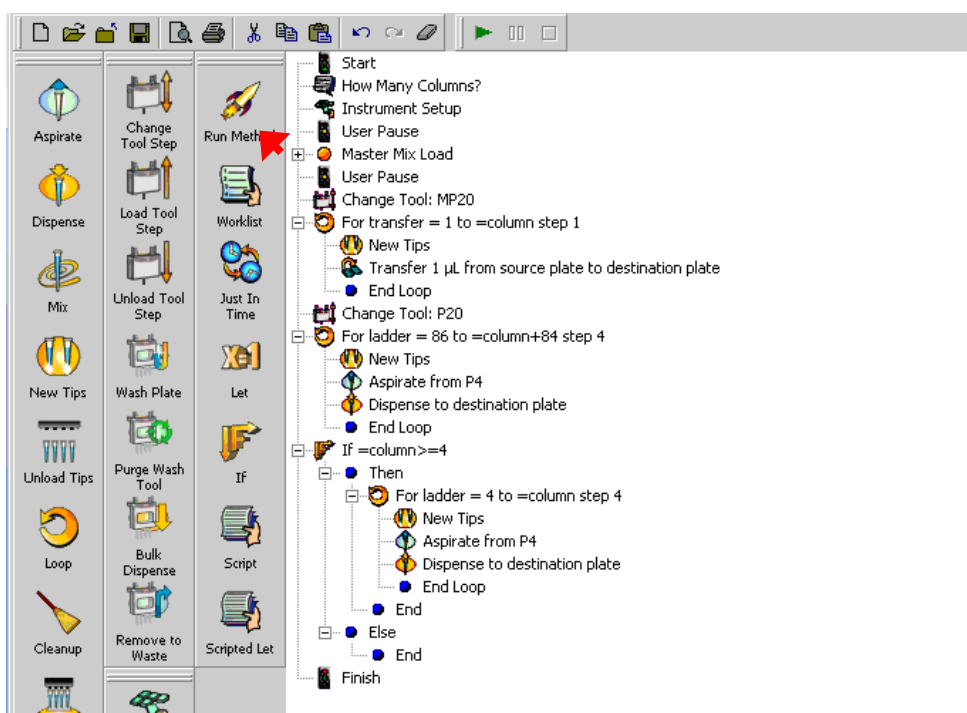 Aspirate
Dispense
Mix
New Tips
Unload Tips
Loop
Cleanup
Change
Tool Step
Load Tool
Step
Unload Tool
Step
Wash Plate
Purge Wash
Tool
Bulk
Dispense
Remove to
Waste
Run Meth
Worklist
Just In
Time
X=1
Let
IF
If
Script
Scripted Let
Start
How Many Columns?
Instrument Setup
User Pause
Master Mix Load
User Pause
Change Tool: MP20
For transfer = 1 to =column step 1
New Tips
Transfer 1 µL from source plate to destination plate
End Loop
Change Tool: P20
For ladder = 86 to =column+84 step 4
New Tips
Aspirate from P4
Dispense to destination plate
End Loop
If =column>=4
Then
For ladder = 4 to =column step 4
New Tips
Aspirate from P4
Dispense to destination plate
End Loop
End
Else
End
Finish